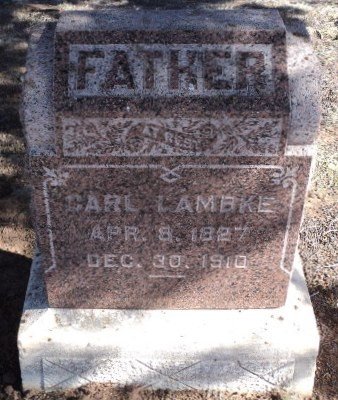 FATHER
CARL LAMBKE
APR. 8. 1827
DEC. 30. 1910